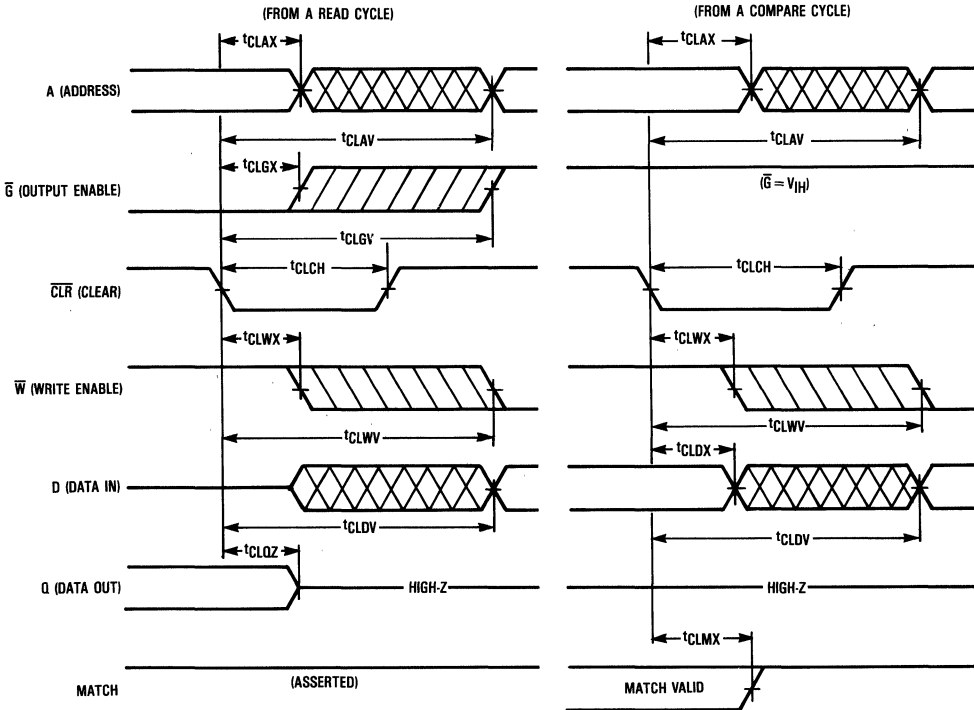 (FROM A READ CYCLE) (FROM A COMPARE CYCLE)
tCLAX tCLAX
A (ADDRESS)
tCLAV tCLAV
tCLGX
G̅ (OUTPUT ENABLE) (G̅ = VIH)
tCLGV
tCLCH tCLCH
C̅L̅R̅ (CLEAR)
tCLWX tCLWX
W̅ (WRITE ENABLE)
tCLWV tCLWV
tCLDX
D (DATA IN)
tCLDV tCLDV
tCLQZ
Q (DATA OUT) HIGH-Z HIGH-Z
tCLMX
MATCH (ASSERTED) MATCH VALID